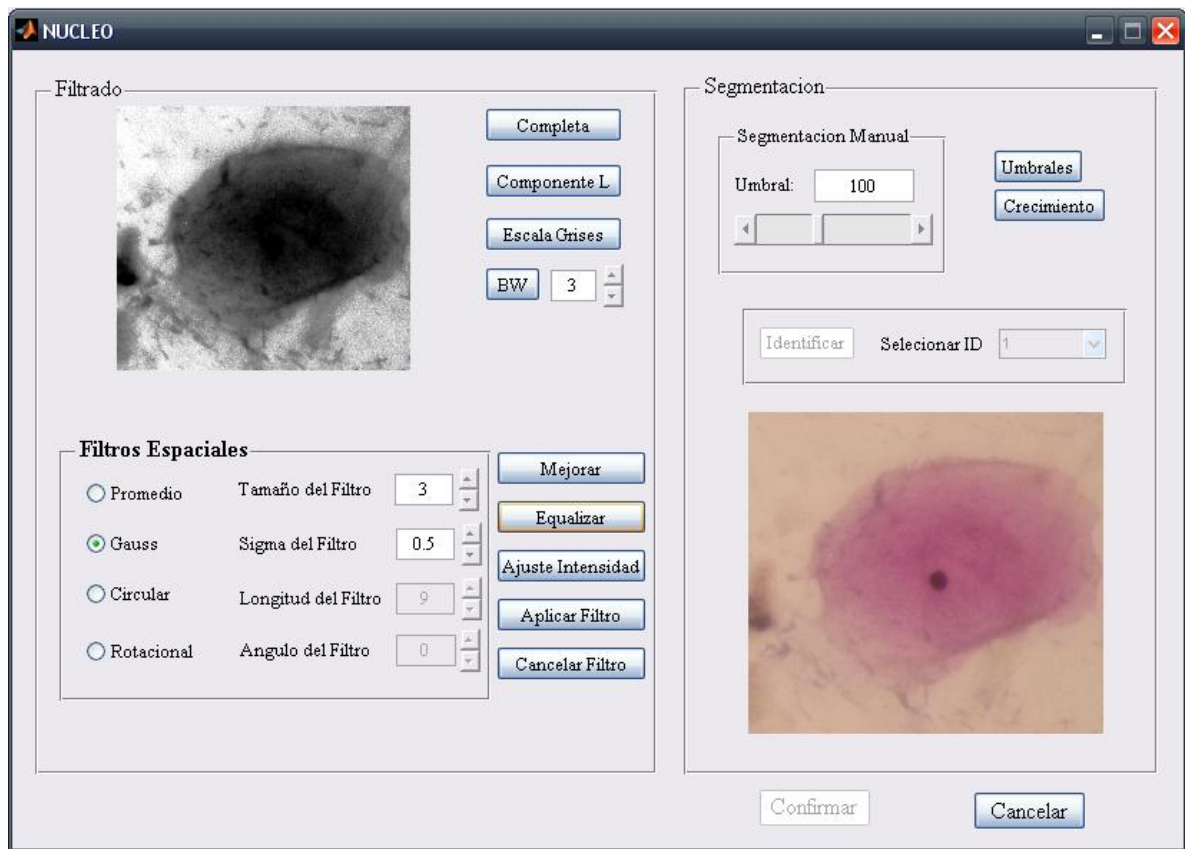 NUCLEO
Filtrado
Completa
Componente L
Escala Grises
BW 3
Filtros Espaciales
Promedio Tamaño del Filtro 3
Gauss Sigma del Filtro 0.5
Circular Longitud del Filtro 9
Rotacional Angulo del Filtro 0
Mejorar
Equalizar
Ajuste Intensidad
Aplicar Filtro
Cancelar Filtro
Segmentacion
Segmentacion Manual
Umbral: 100
Umbrales
Crecimiento
Identificar Selecionar ID 1
Confirmar Cancelar